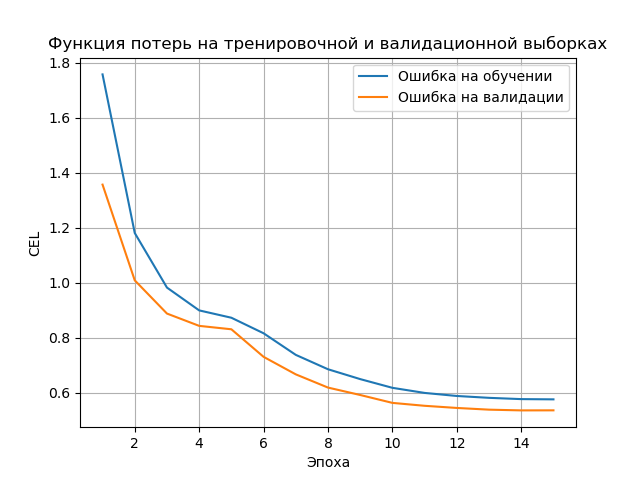 Функция потерь на тренировочной и валидационной выборках
Ошибка на обучении
Ошибка на валидации
1.8
1.6
1.4
1.2
1.0
0.8
0.6
CEL
2 4 6 8 10 12 14
Эпоха